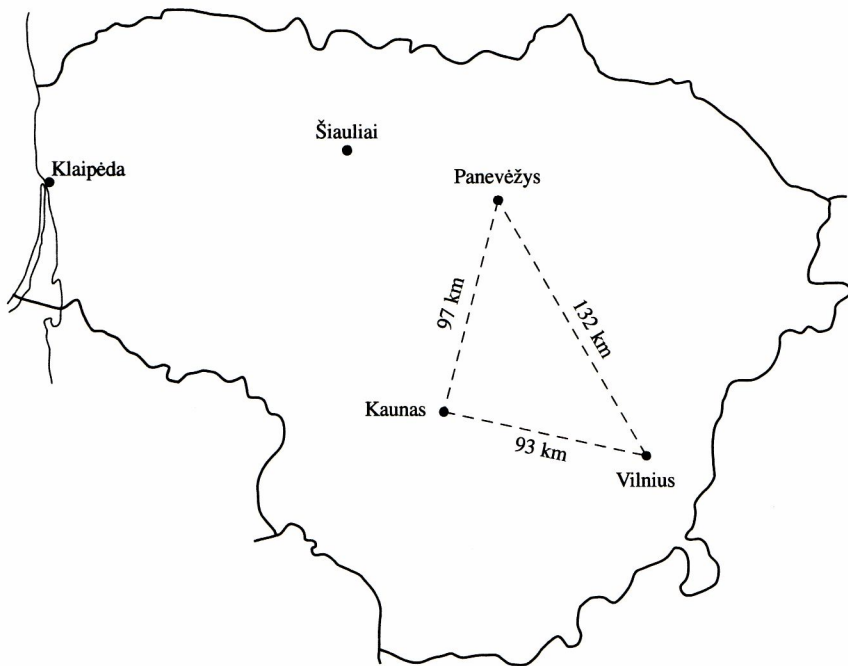 Šiauliai
Klaipėda
Panevėžys
97 km
132 km
Kaunas
93 km
Vilnius